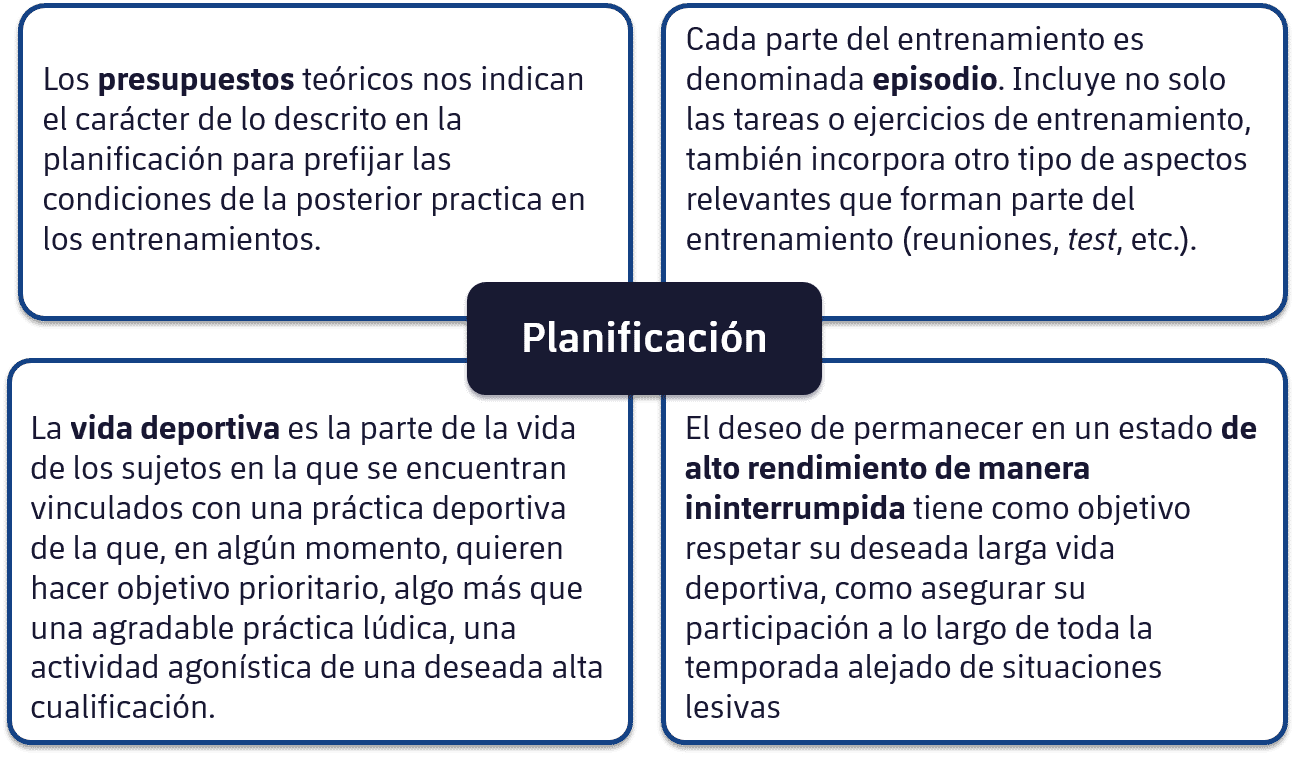 Los presupuestos teóricos nos indican
el carácter de lo descrito en la
planificación para prefijar las
condiciones de la posterior practica en
los entrenamientos.
Cada parte del entrenamiento es
denominada episodio. Incluye no solo
las tareas o ejercicios de entrenamiento,
también incorpora otro tipo de aspectos
relevantes que forman parte del
entrenamiento (reuniones, test, etc.).
Planificación
La vida deportiva es la parte de la vida
de los sujetos en la que se encuentran
vinculados con una práctica deportiva
de la que, en algún momento, quieren
hacer objetivo prioritario, algo más que
una agradable práctica lúdica, una
actividad agonística de una deseada alta
cualificación.
El deseo de permanecer en un estado de
alto rendimiento de manera
ininterrumpida tiene como objetivo
respetar su deseada larga vida
deportiva, como asegurar su
participación a lo largo de toda la
temporada alejado de situaciones
lesivas